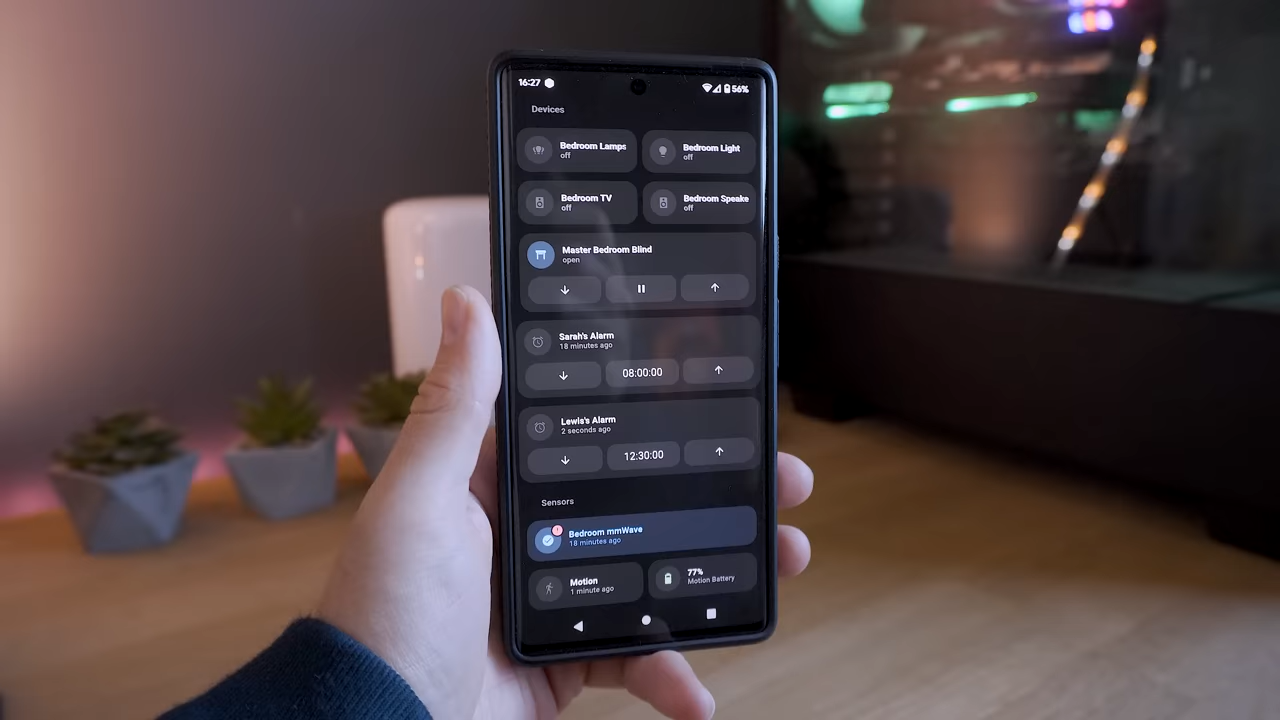 16:27
56%
Devices
Bedroom Lamps
off
Bedroom Light
off
Bedroom TV
off
Bedroom Speake
off
Master Bedroom Blind
open
Sarah's Alarm
18 minutes ago
08:00:00
Lewis's Alarm
2 seconds ago
12:30:00
Sensors
Bedroom mmWave
18 minutes ago
Motion
1 minute ago
77%
Motion Battery